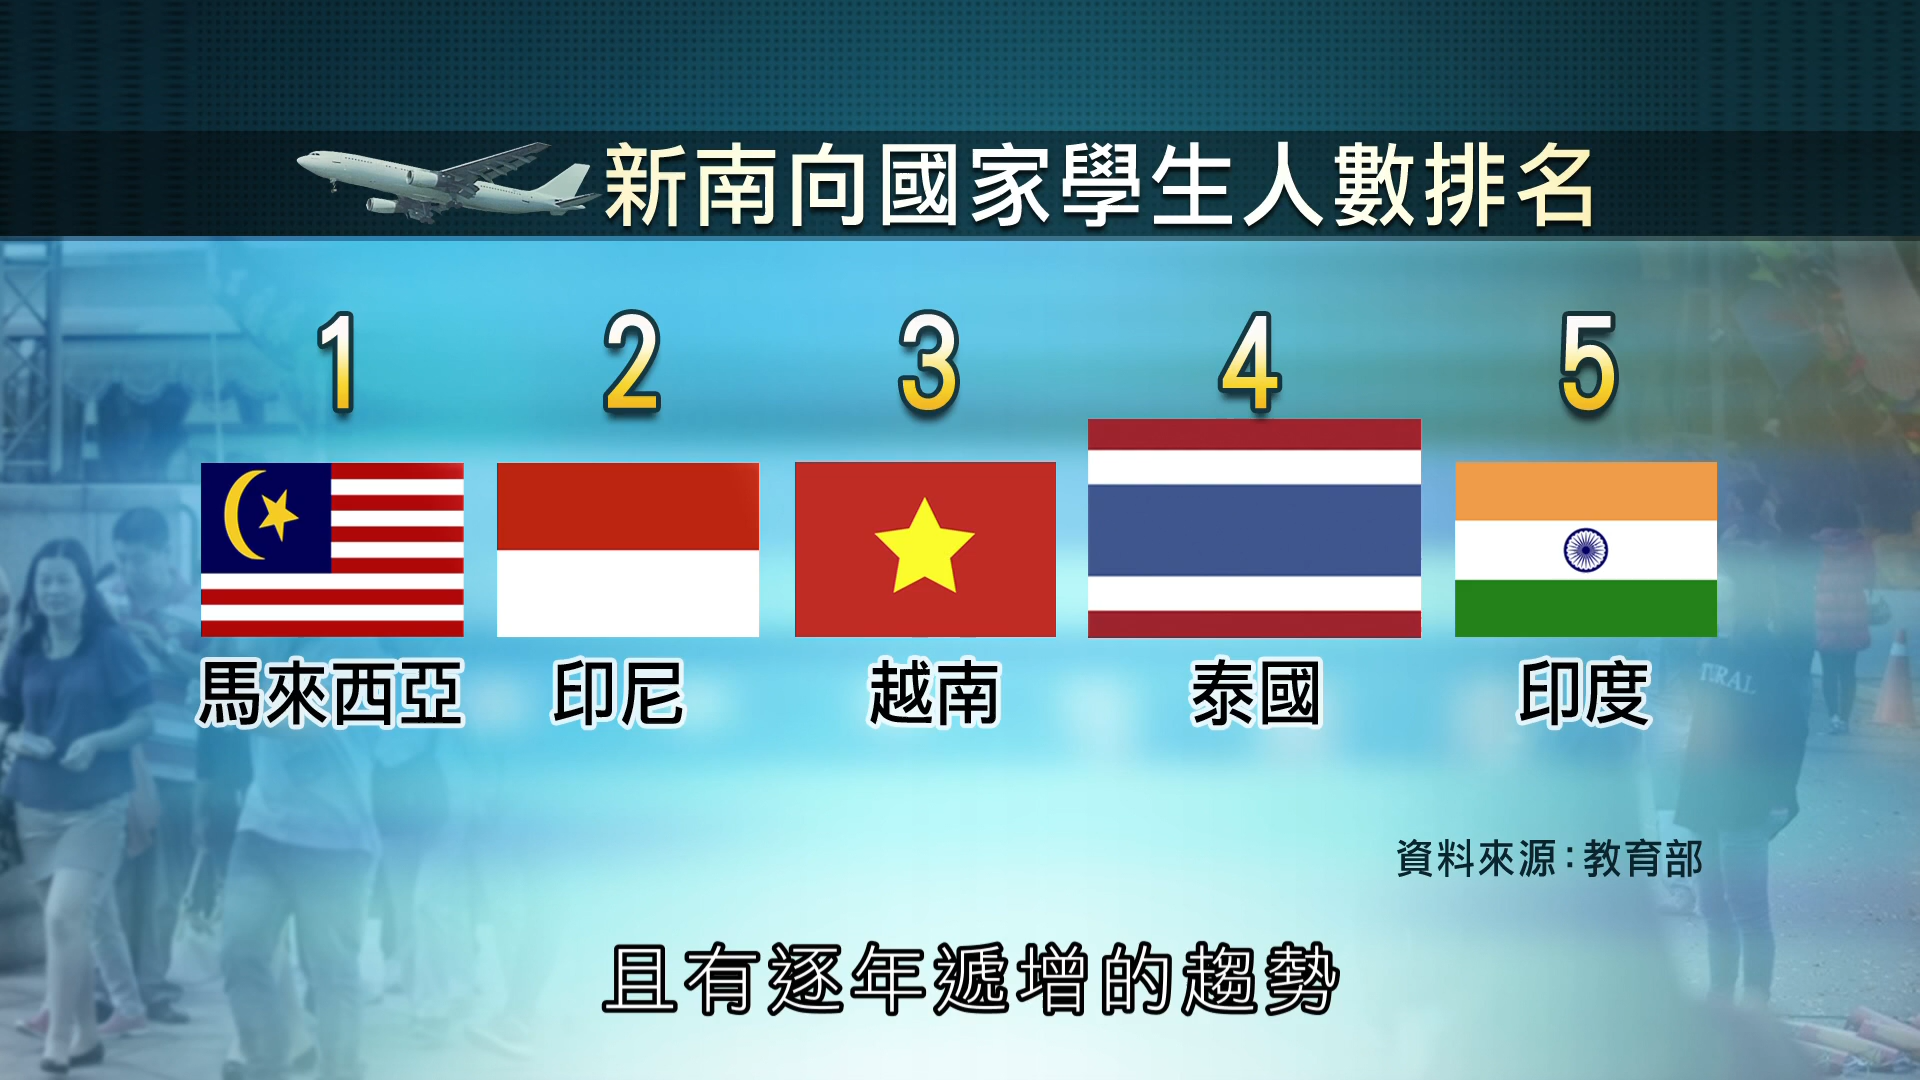 新南向國家學生人數排名
1 2 3 4 5
馬來西亞 印尼 越南 泰國 印度
TURAL
資料來源：教育部
且有逐年遞增的趨勢